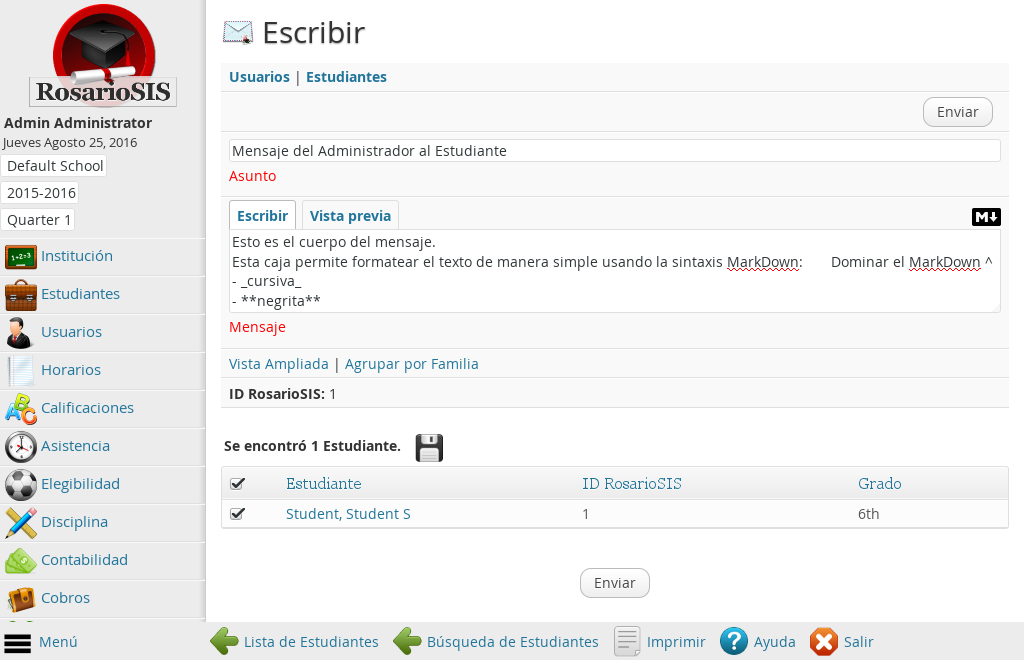 RosarioSIS
Admin Administrator
Jueves Agosto 25, 2016
Default School
2015-2016
Quarter 1
Institución
Estudiantes
Usuarios
Horarios
Calificaciones
Asistencia
Elegibilidad
Disciplina
Contabilidad
Cobros
Menú
Escribir
Usuarios | Estudiantes
Enviar
Mensaje del Administrador al Estudiante
Asunto
Escribir
Vista previa
M
Esto es el cuerpo del mensaje.
Esta caja permite formatear el texto de manera simple usando la sintaxis MarkDown: Dominar el MarkDown ^
- _cursiva_
- **negrita**
Mensaje
Vista Ampliada | Agrupar por Familia
ID RosarioSIS: 1
Se encontró 1 Estudiante.
Estudiante ID RosarioSIS Grado
Student, Student S 1 6th
Enviar
Lista de Estudiantes
Búsqueda de Estudiantes
Imprimir
? Ayuda
Salir